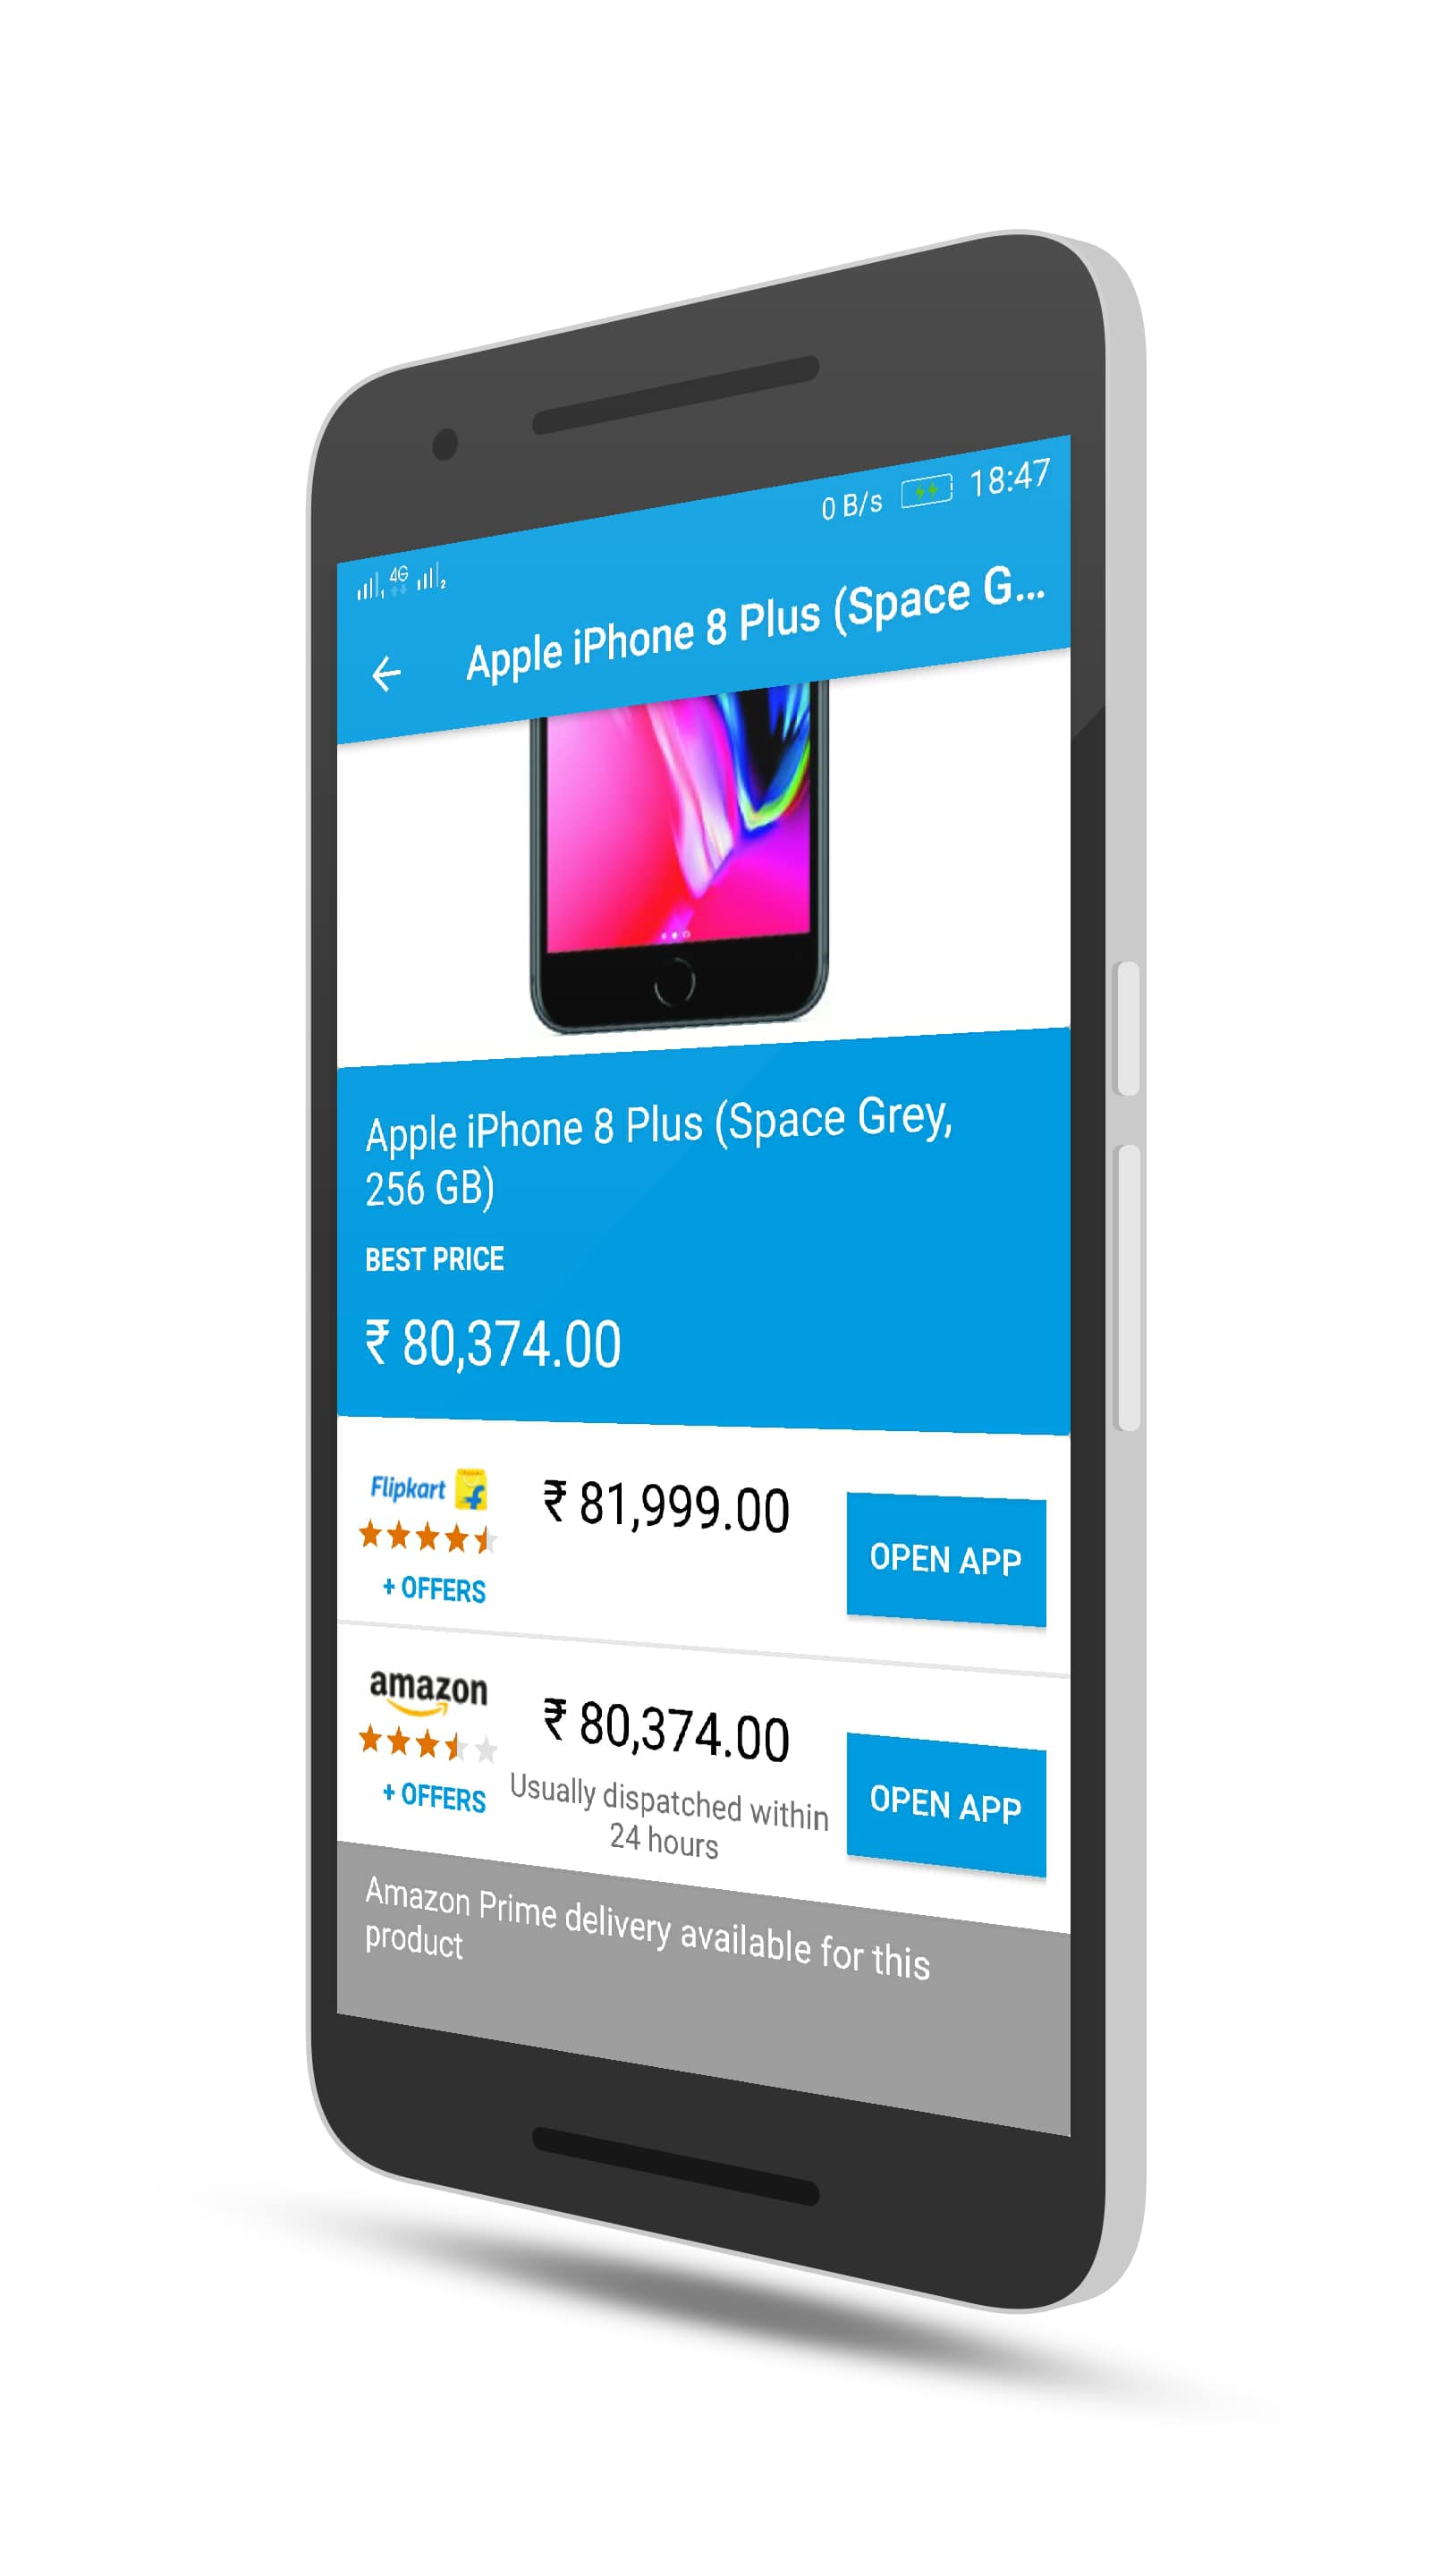 0 B/s 18:47
1 4G 2
Apple iPhone 8 Plus (Space G...
Apple iPhone 8 Plus (Space Grey,
256 GB)
BEST PRICE
₹ 80,374.00
Flipkart
₹ 81,999.00
OPEN APP
+ OFFERS
amazon
₹ 80,374.00
OPEN APP
+ OFFERS
Usually dispatched within
24 hours
Amazon Prime delivery available for this
product